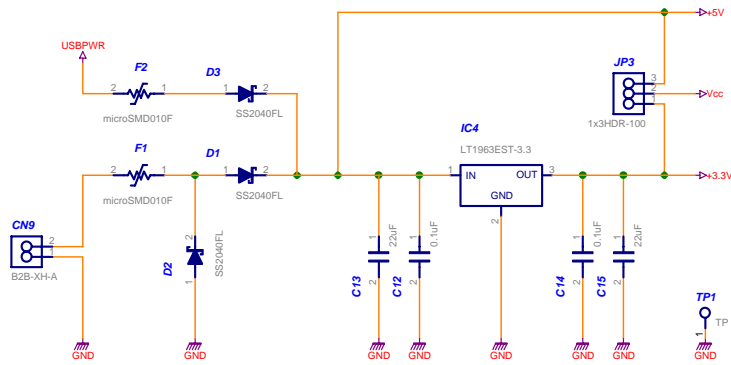 +5V
USBPWR
F2
2
1
microSMD010F
D3
1
2
SS2040FL
JP3
3
2
1
1x3HDR-100
Vcc
IC4
LT1963EST-3.3
1
IN
OUT
3
GND
2
+3.3V
F1
2
1
microSMD010F
D1
1
2
SS2040FL
CN9
2
1
B2B-XH-A
D2
2
1
SS2040FL
C13
1
2
22uF
C12
1
2
0.1uF
C14
1
2
0.1uF
C15
1
2
22uF
TP1
1
TP
GND
GND
GND
GND
GND
GND
GND
GND